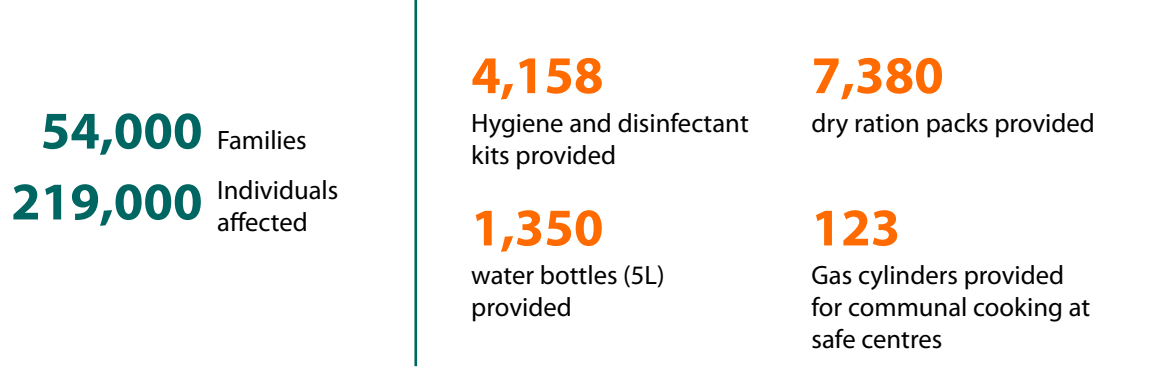 54,000 Families
219,000 Individuals
affected
4,158
Hygiene and disinfectant
kits provided
7,380
dry ration packs provided
1,350
water bottles (5L)
provided
123
Gas cylinders provided
for communal cooking at
safe centres